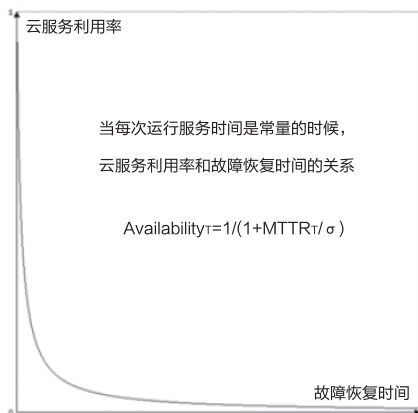 1
云服务利用率
当每次运行服务时间是常量的时候，
云服务利用率和故障恢复时间的关系
AvailabilityT=1/(1+MTTRT/σ)
故障恢复时间
0